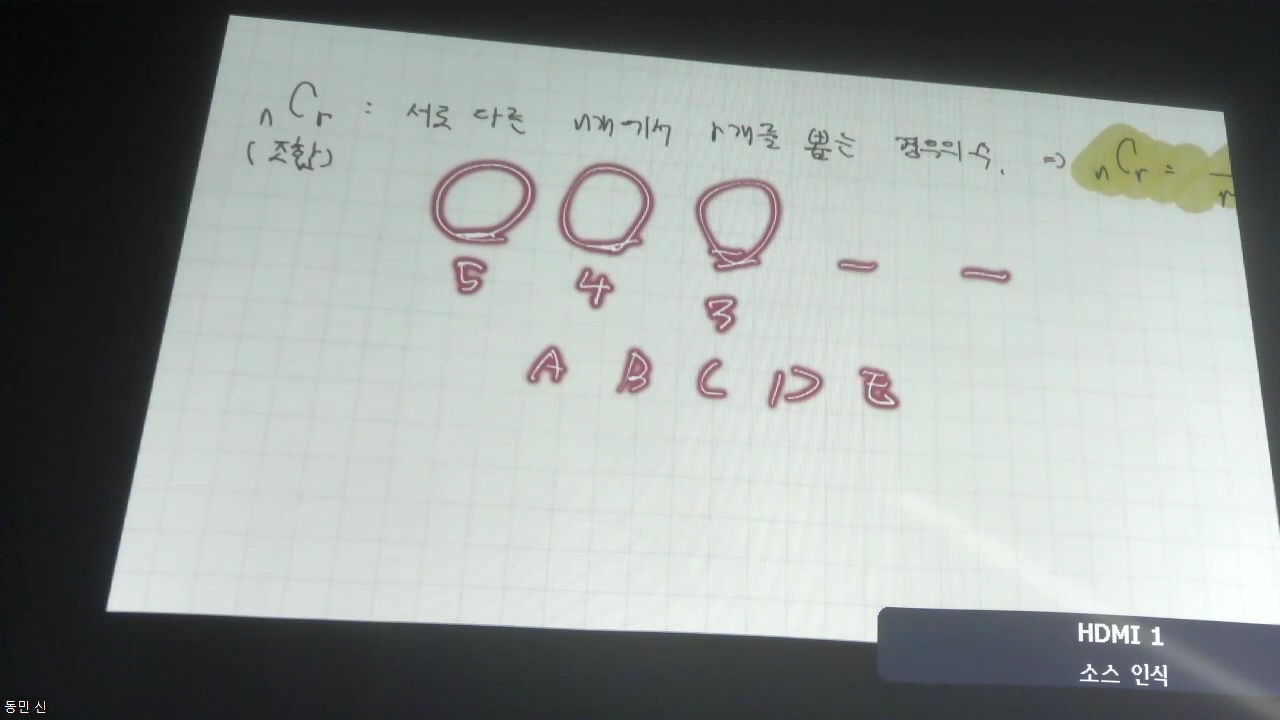 nCr : 서로 다른 n개에서 r개를 뽑는 경우의 수. ⇒ nCr =
(조합)
5 4 3
A B C D E
HDMI 1
소스 인식
동민 신